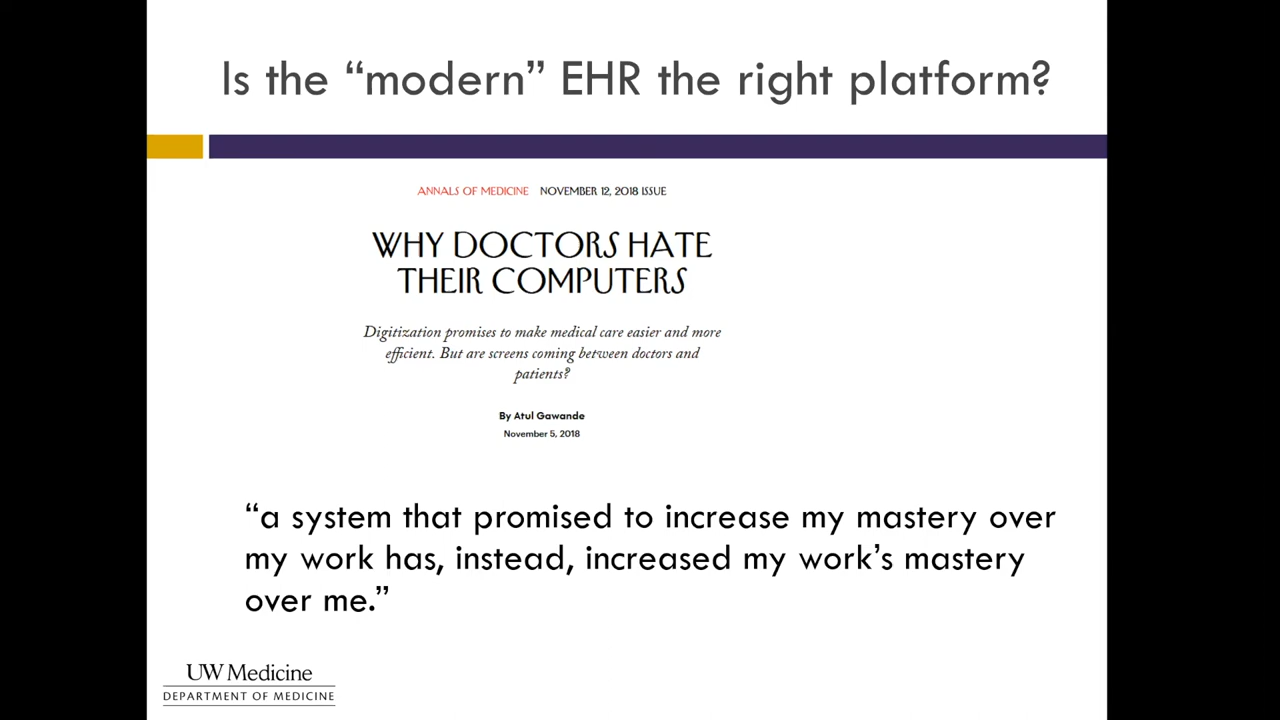 Is the “modern” EHR the right platform?
ANNALS OF MEDICINE NOVEMBER 12, 2018 ISSUE
WHY DOCTORS HATE
THEIR COMPUTERS
Digitization promises to make medical care easier and more
efficient. But are screens coming between doctors and
patients?
By Atul Gawande
November 5, 2018
“a system that promised to increase my mastery over
my work has, instead, increased my work’s mastery
over me.”
UW Medicine
DEPARTMENT OF MEDICINE